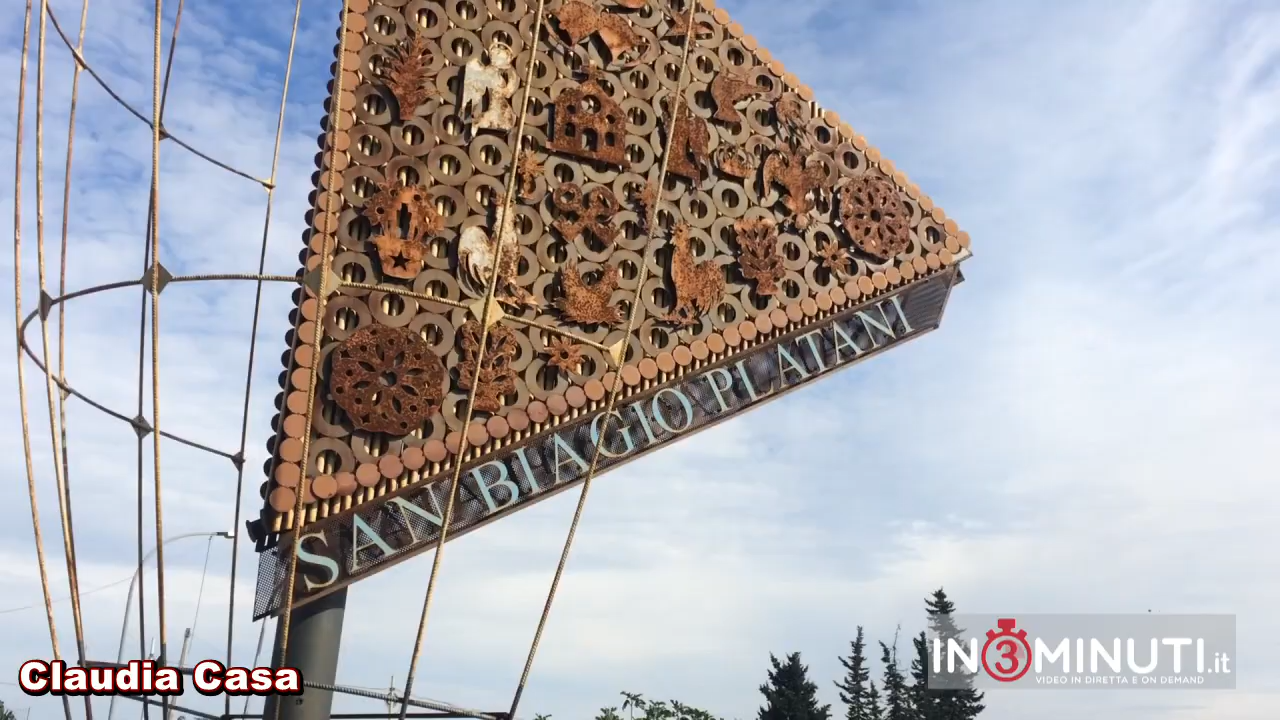 SAN BIAGIO PLATANI
Claudia Casa
IN3MINUTI.it
VIDEO IN DIRETTA E ON DEMAND